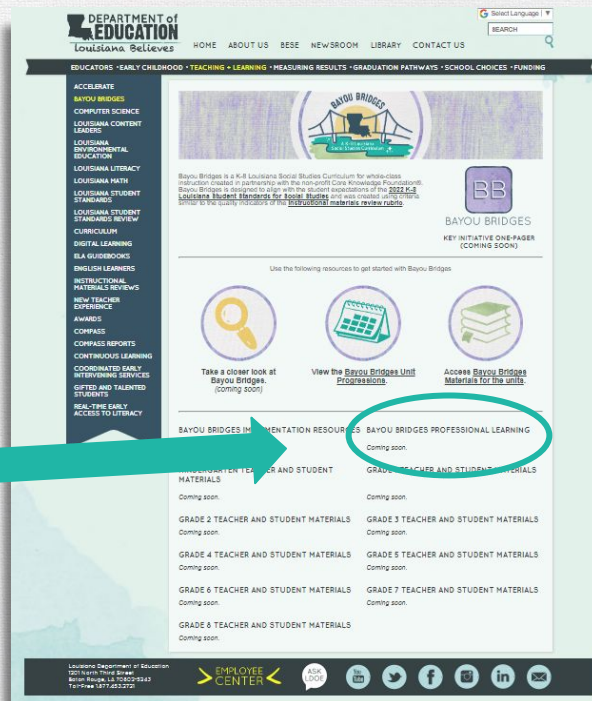 DEPARTMENT of
EDUCATION
Louisiana Believes
Select Language ▼
SEARCH
HOME ABOUT US BESE NEWSROOM LIBRARY CONTACT US
EDUCATORS • EARLY CHILDHOOD • TEACHING + LEARNING • MEASURING RESULTS • GRADUATION PATHWAYS • SCHOOL CHOICES • FUNDING
ACCELERATE
BAYOU BRIDGES
COMPUTER SCIENCE
LOUISIANA CONTENT
LEADERS
LOUISIANA
ENVIRONMENTAL
EDUCATION
LOUISIANA LITERACY
LOUISIANA MATH
LOUISIANA STUDENT
STANDARDS
LOUISIANA STUDENT
STANDARDS REVIEW
CURRICULUM
DIGITAL LEARNING
ELA GUIDEBOOKS
ENGLISH LEARNERS
INSTRUCTIONAL
MATERIALS REVIEWS
NEW TEACHER
EXPERIENCE
AWARDS
COMPASS
COMPASS REPORTS
CONTINUOUS LEARNING
COORDINATED EARLY
INTERVENING SERVICES
GIFTED AND TALENTED
STUDENTS
REAL-TIME EARLY
ACCESS TO LITERACY
BAYOU BRIDGES
A K-8 Louisiana
Social Studies Curriculum
Bayou Bridges is a K-8 Louisiana Social Studies Curriculum for whole-class
instruction created in partnership with the non-profit Core Knowledge Foundation®.
Bayou Bridges is designed to align with the student expectations of the 2022 K-8
Louisiana Student Standards for Social Studies and was created using criteria
similar to the quality indicators of the instructional materials review rubric.
BB
BAYOU BRIDGES
KEY INITIATIVE ONE-PAGER
(COMING SOON)
Use the following resources to get started with Bayou Bridges
Take a closer look at
Bayou Bridges.
(coming soon)
View the Bayou Bridges Unit
Progressions.
Access Bayou Bridges
Materials for the units.
BAYOU BRIDGES RESOURCES
BAYOU BRIDGES PROFESSIONAL LEARNING
Coming soon.
AND STUDENT
MATERIALS
Coming soon.
AND STUDENT MATERIALS
Coming soon.
GRADE 2 TEACHER AND STUDENT MATERIALS
Coming soon.
GRADE 3 TEACHER AND STUDENT MATERIALS
Coming soon.
GRADE 4 TEACHER AND STUDENT MATERIALS
Coming soon.
GRADE 5 TEACHER AND STUDENT MATERIALS
Coming soon.
GRADE 6 TEACHER AND STUDENT MATERIALS
Coming soon.
GRADE 7 TEACHER AND STUDENT MATERIALS
Coming soon.
GRADE 8 TEACHER AND STUDENT MATERIALS
Coming soon.
Louisiana Department of Education
1201 North Third Street
Baton Rouge, LA 70802-5243
Toll-Free 1.877.453.2721
EMPLOYEE
CENTER
ASK
LDOE
You
Tube